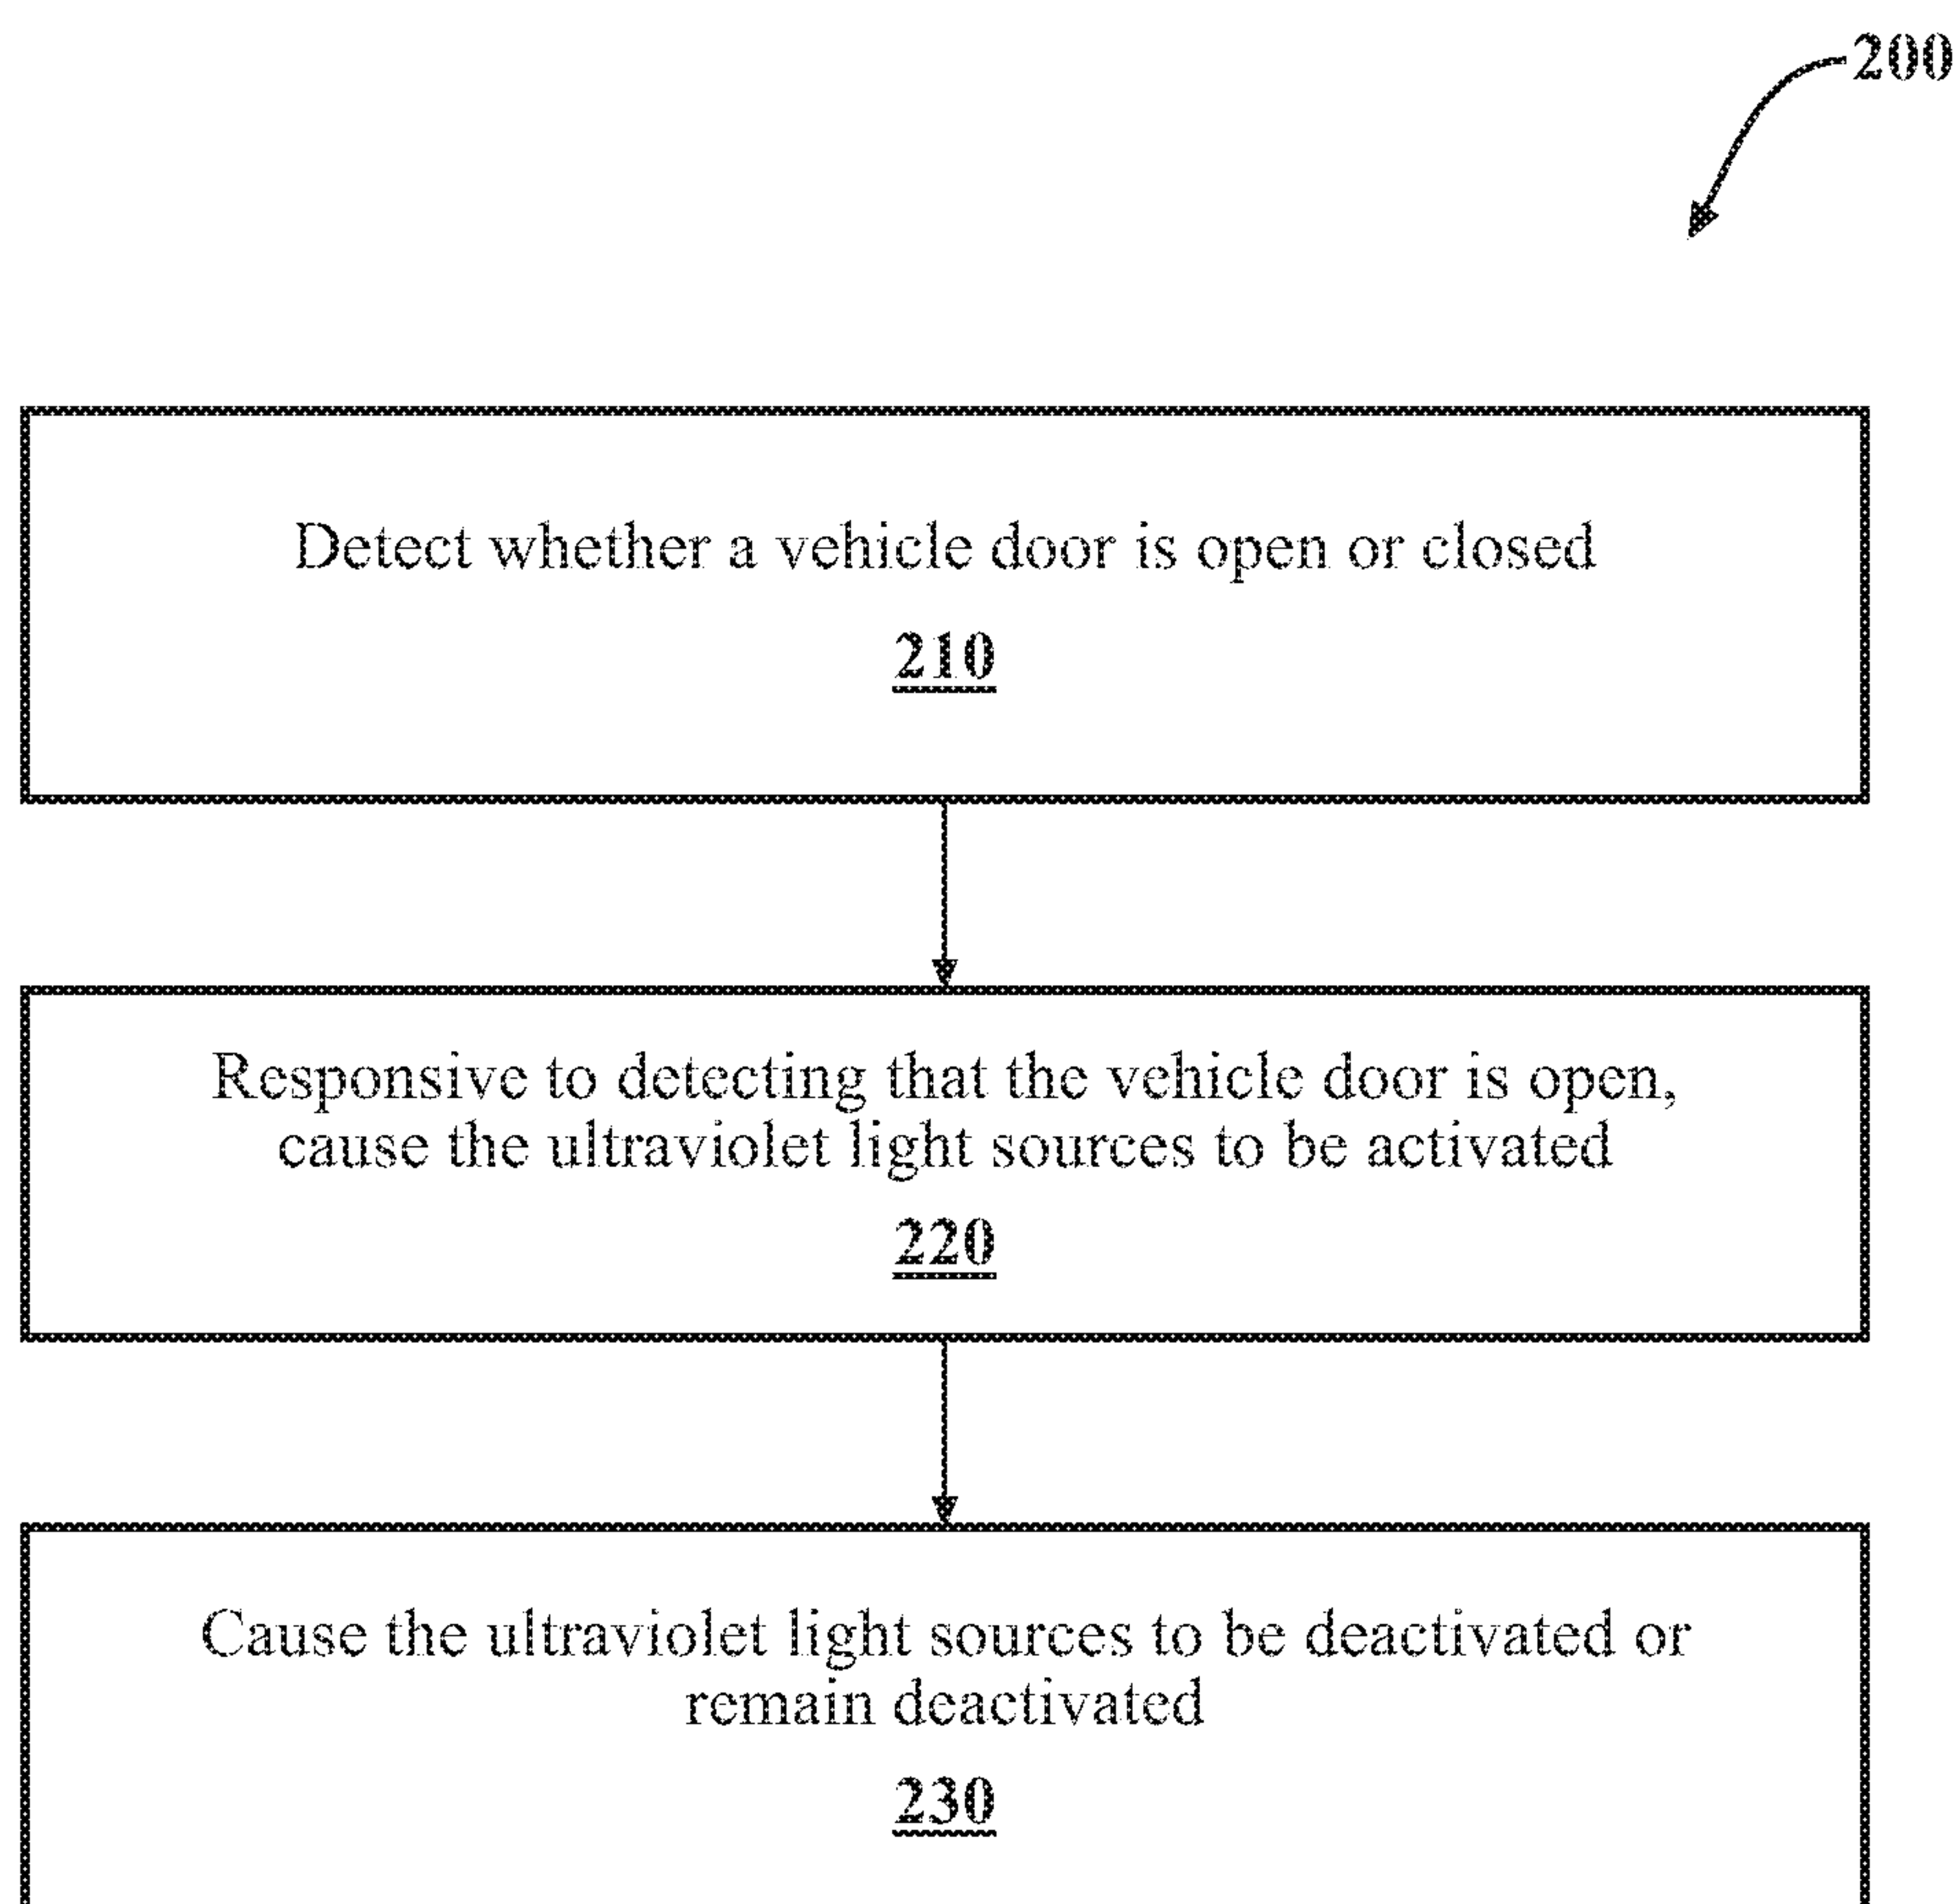 200
Detect whether a vehicle door is open or closed
210
Responsive to detecting that the vehicle door is open,
cause the ultraviolet light sources to be activated
220
Cause the ultraviolet light sources to be deactivated or
remain deactivated
230